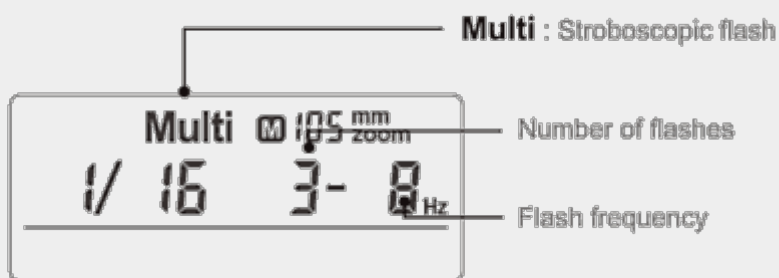 Multi : Stroboscopic flash
Multi M 105 mm zoom
Number of flashes
1/ 16 3- 8 Hz
Flash frequency